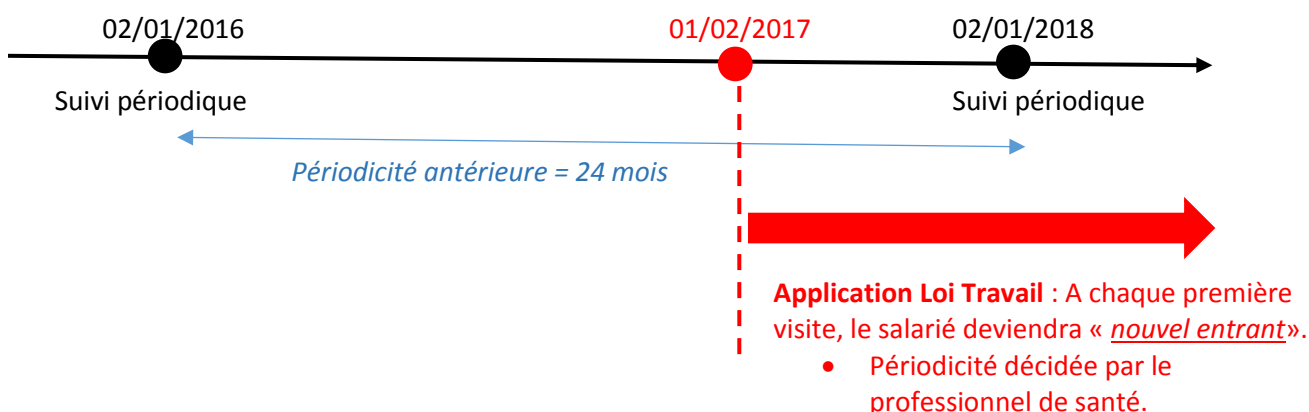 02/01/2016 01/02/2017 02/01/2018
Suivi périodique Suivi périodique
Périodicité antérieure = 24 mois
Application Loi Travail : A chaque première
visite, le salarié deviendra « nouvel entrant».
• Périodicité décidée par le
professionnel de santé.